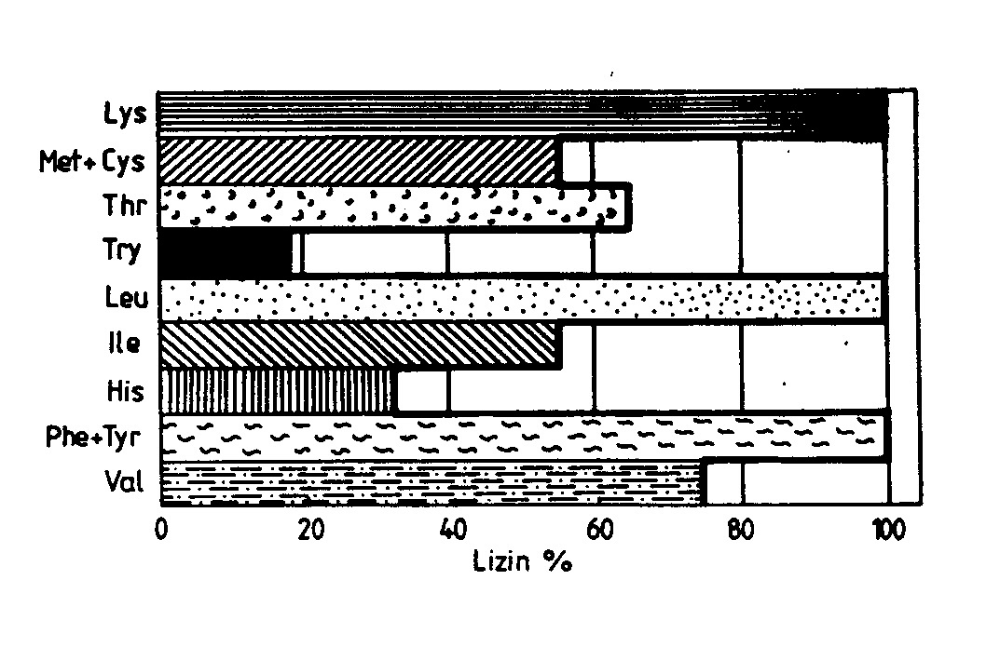 Lys
Met+Cys
Thr
Try
Leu
Ile
His
Phe+Tyr
Val
0 20 40 60 80 100
Lizin %